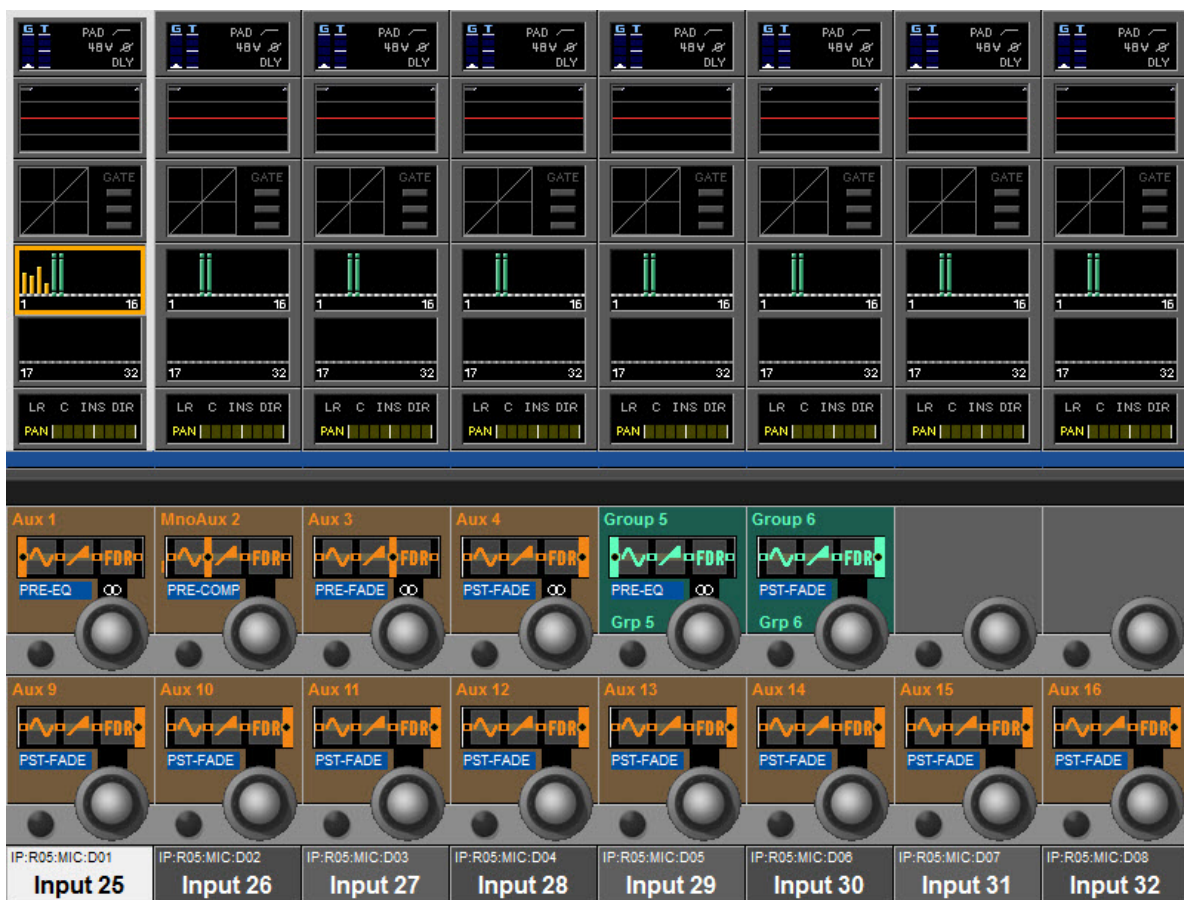 G T PAD G T PAD G T PAD G T PAD G T PAD G T PAD G T PAD G T PAD
48V 48V 48V 48V 48V 48V 48V 48V
DLY DLY DLY DLY DLY DLY DLY DLY
GATE GATE GATE GATE GATE GATE GATE GATE
1 16 1 16 1 16 1 16 1 16 1 16 1 16 1 16
17 32 17 32 17 32 17 32 17 32 17 32 17 32 17 32
LR C INS DIR LR C INS DIR LR C INS DIR LR C INS DIR LR C INS DIR LR C INS DIR LR C INS DIR LR C INS DIR
PAN PAN PAN PAN PAN PAN PAN PAN
Aux 1 MnoAux 2 Aux 3 Aux 4 Group 5 Group 6
FDR FDR FDR FDR FDR FDR
PRE-EQ PRE-COMP PRE-FADE PST-FADE PRE-EQ PST-FADE
Grp 5 Grp 6
Aux 9 Aux 10 Aux 11 Aux 12 Aux 13 Aux 14 Aux 15 Aux 16
FDR FDR FDR FDR FDR FDR FDR FDR
PST-FADE PST-FADE PST-FADE PST-FADE PST-FADE PST-FADE PST-FADE PST-FADE
IP:R05:MIC:D01 IP:R05:MIC:D02 IP:R05:MIC:D03 IP:R05:MIC:D04 IP:R05:MIC:D05 IP:R05:MIC:D06 IP:R05:MIC:D07 IP:R05:MIC:D08
Input 25 Input 26 Input 27 Input 28 Input 29 Input 30 Input 31 Input 32